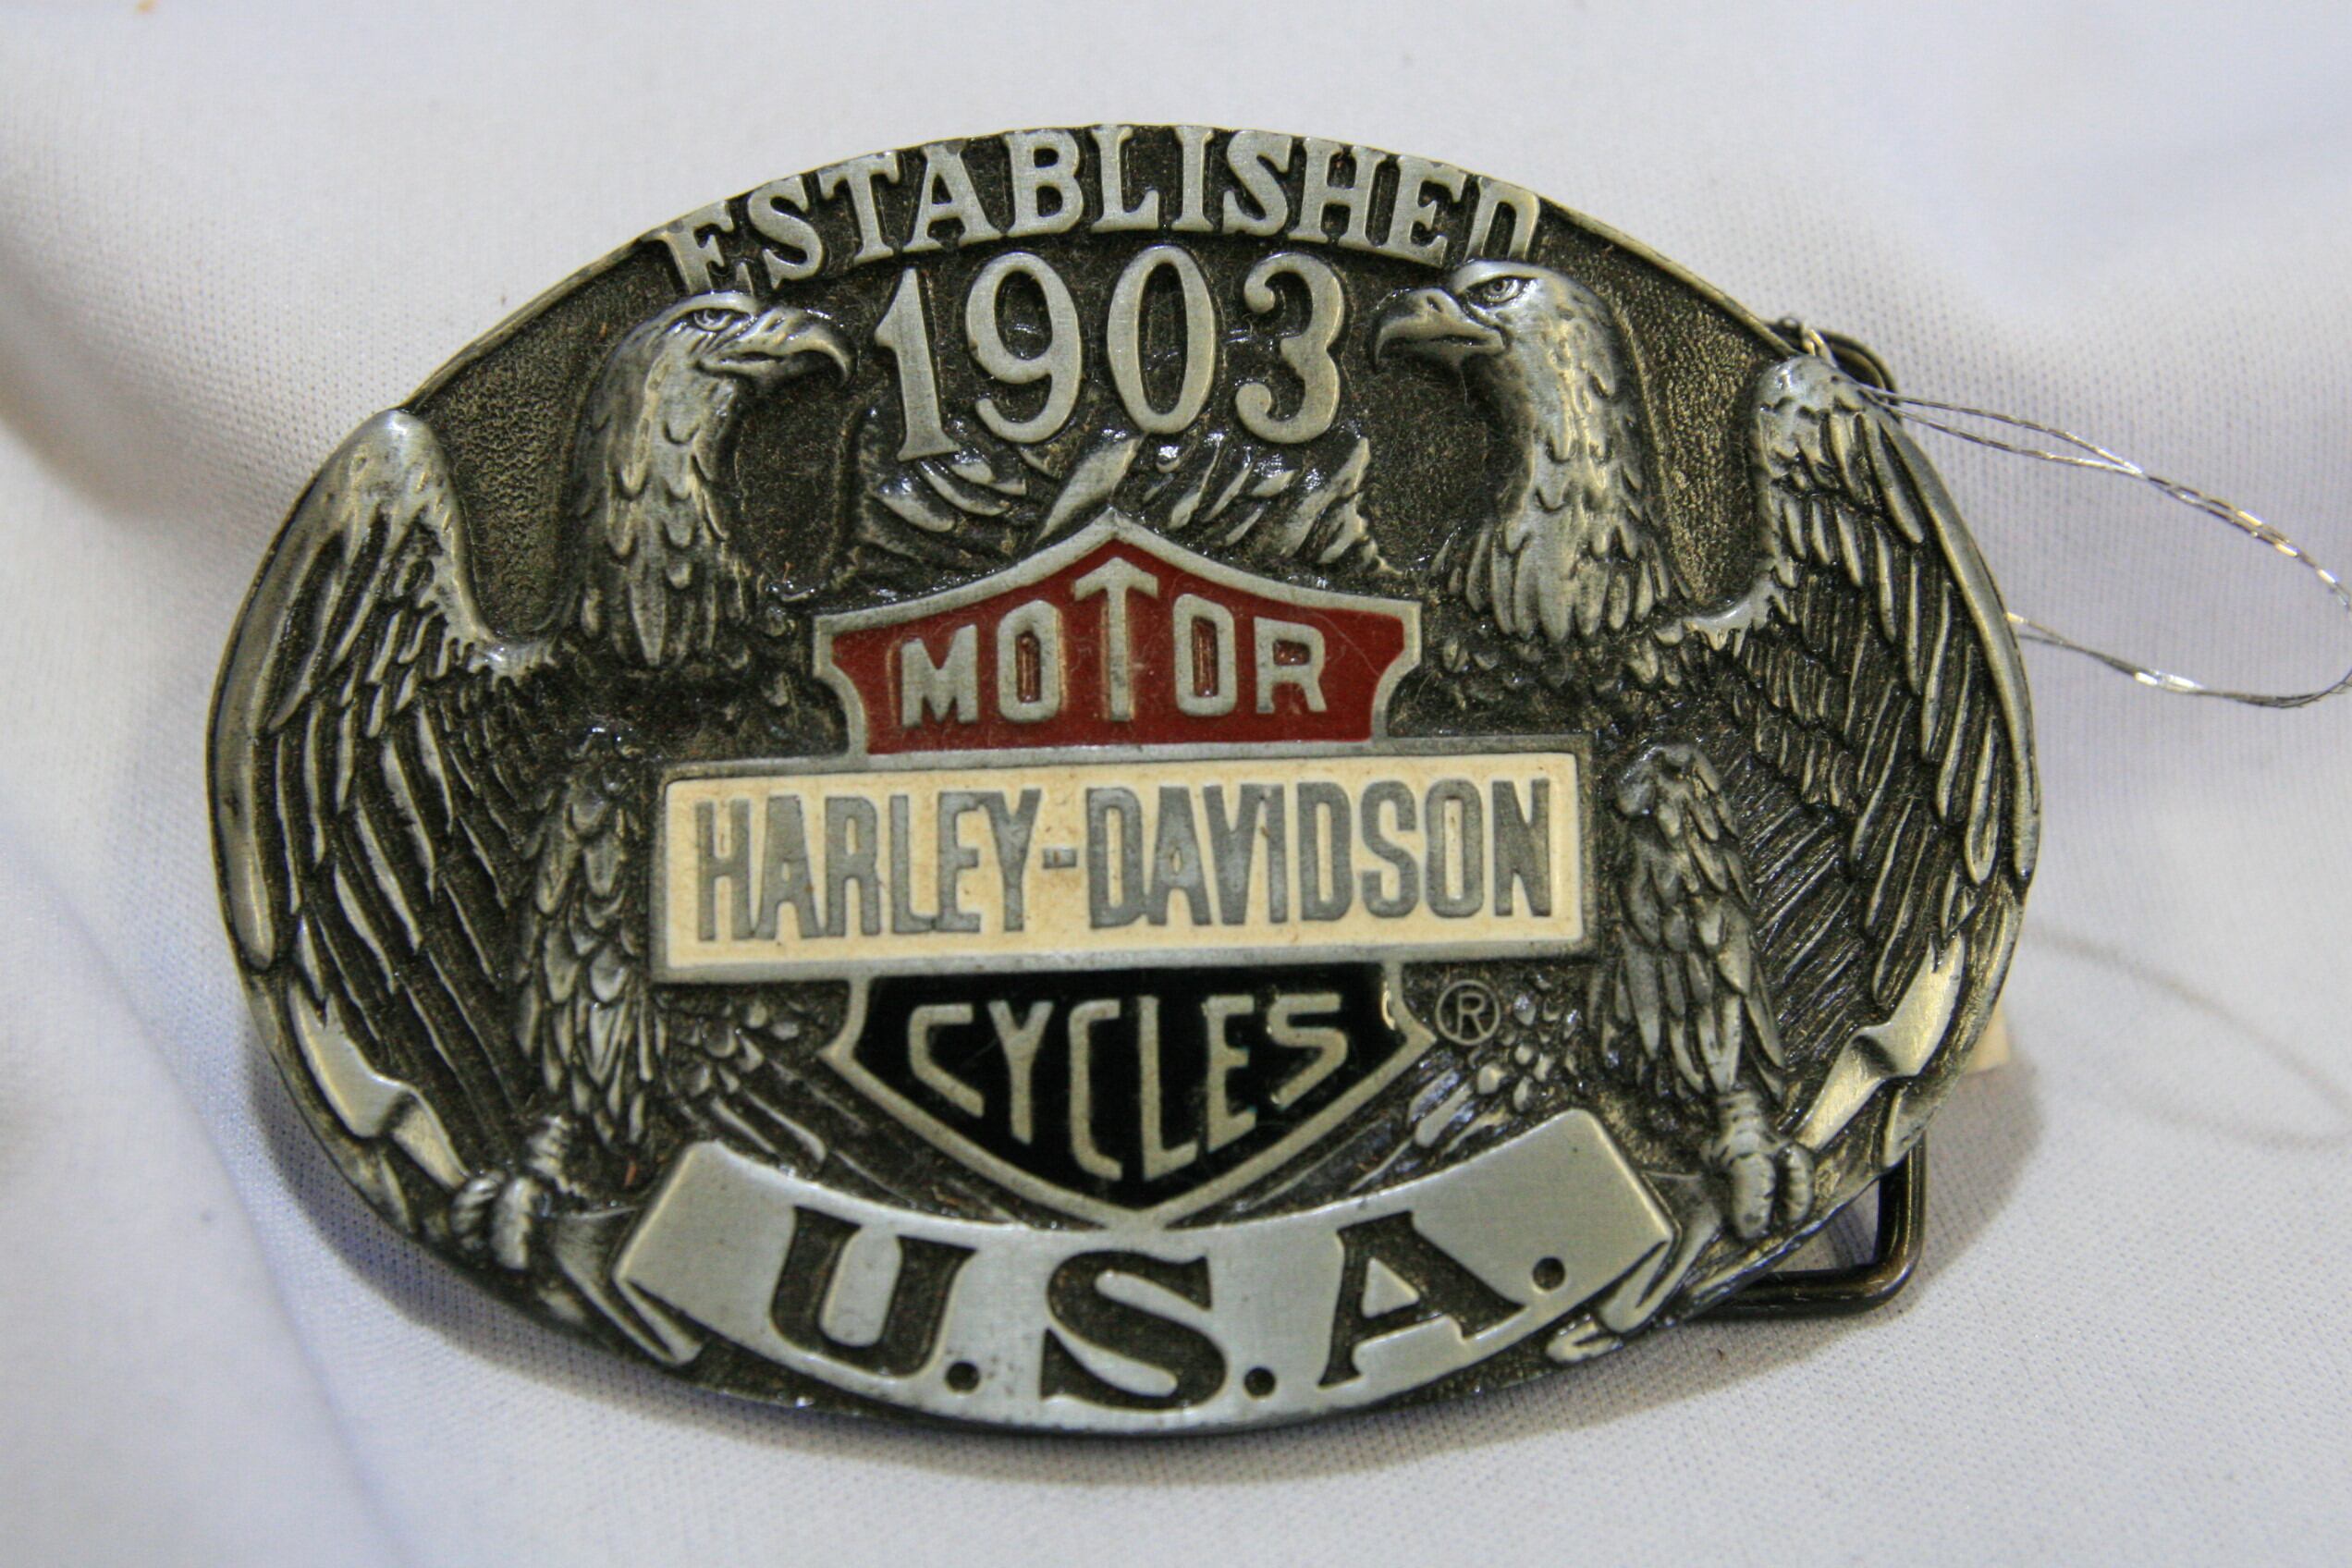 ESTABLISHED
1903
MOTOR
HARLEY-DAVIDSON
CYCLES ®
U.S.A.